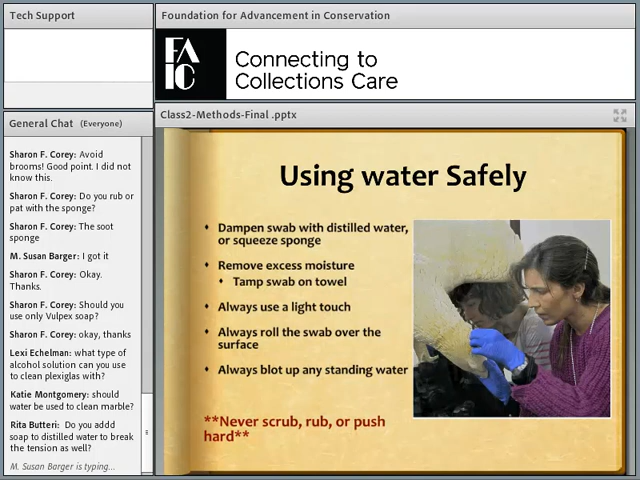 Tech Support
Foundation for Advancement in Conservation
FA
IC
Connecting to
Collections Care
Class2-Methods-Final .pptx
General Chat (Everyone)
Sharon F. Corey: Avoid
brooms! Good point. I did not
know this.
Sharon F. Corey: Do you rub or
pat with the sponge?
Sharon F. Corey: The soot
sponge
M. Susan Barger: I got it
Sharon F. Corey: Okay.
Thanks.
Sharon F. Corey: Should you
use only Vulpex soap?
Sharon F. Corey: okay, thanks
Lexi Echelman: what type of
alcohol solution can you use
to clean plexiglas with?
Katie Montgomery: should
water be used to clean marble?
Rita Butteri: Do you addd
soap to distilled water to break
the tension as well?
M. Susan Barger is typing...
Using water Safely
Dampen swab with distilled water,
or squeeze sponge
Remove excess moisture
Tamp swab on towel
Always use a light touch
Always roll the swab over the
surface
Always blot up any standing water
**Never scrub, rub, or push
hard**